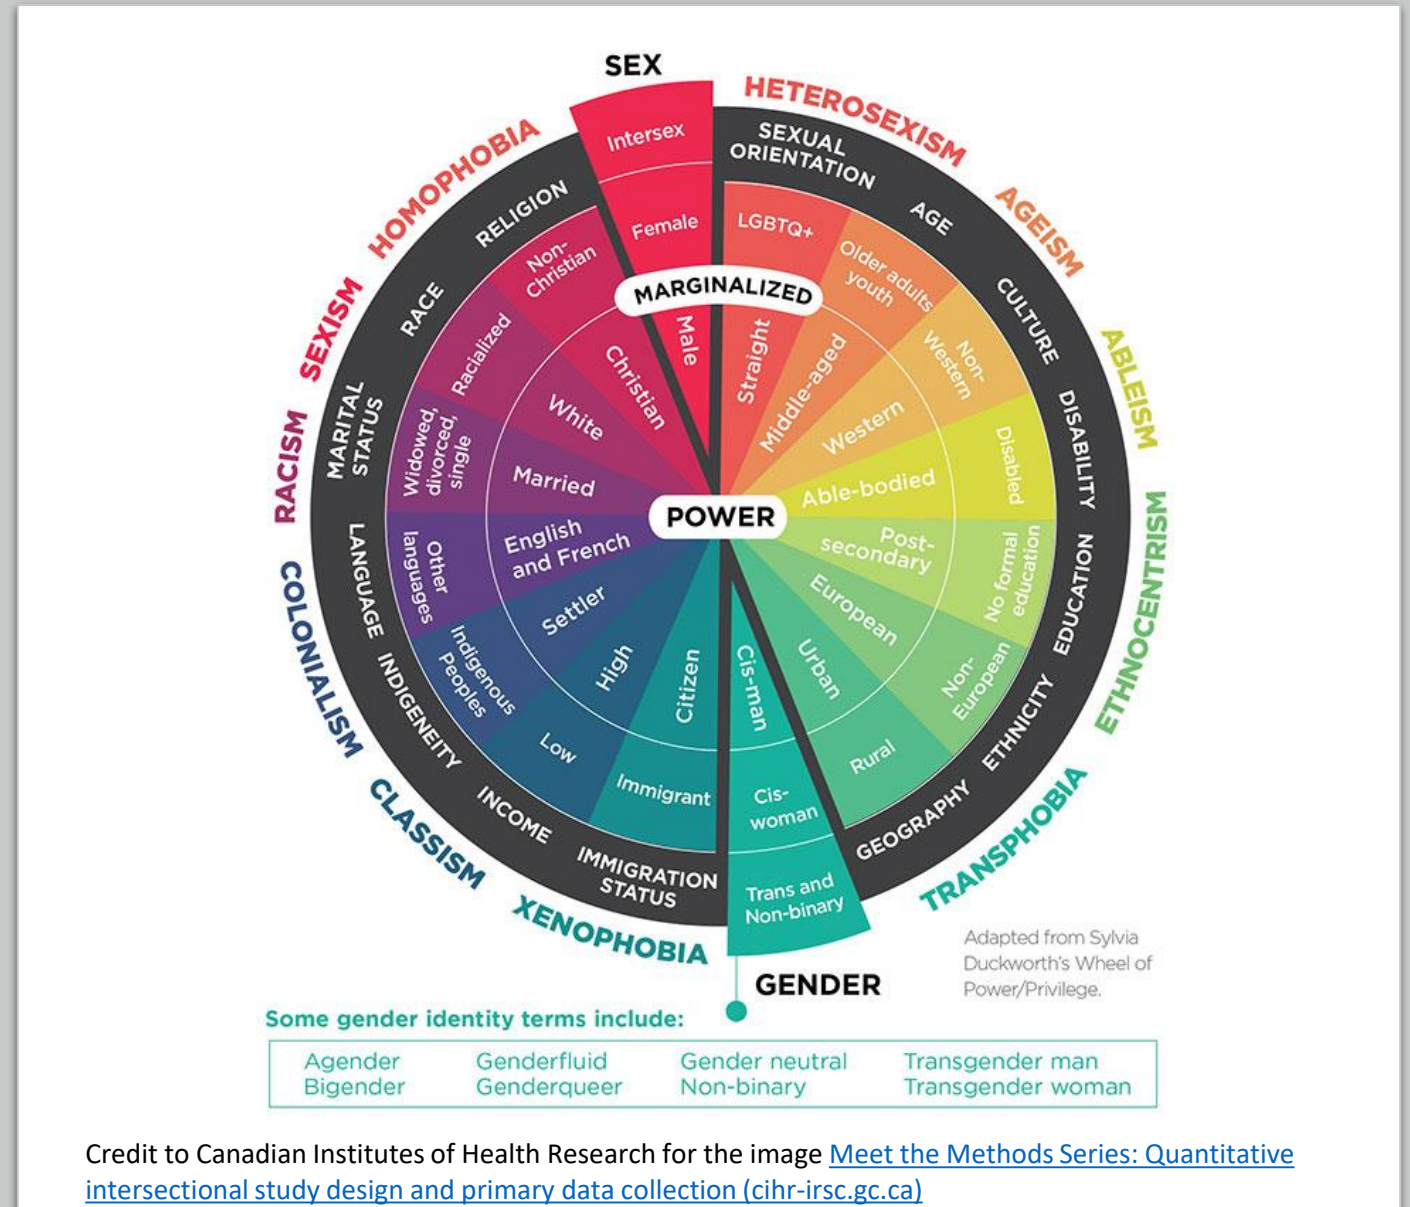 SEX
Intersex
Female
Male
HETEROSEXISM
AGEISM
ABLEISM
ETHNOCENTRISM
TRANSPHOBIA
XENOPHOBIA
CLASSISM
COLONIALISM
RACISM
SEXISM
HOMOPHOBIA
MARGINALIZED
POWER
SEXUAL
ORIENTATION
LGBTQ+
Straight
AGE
Older adults
youth
Middle-aged
CULTURE
Non-
Western
Western
DISABILITY
Disabled
Able-bodied
EDUCATION
No formal
education
Post-
secondary
ETHNICITY
Non-
European
European
GEOGRAPHY
Rural
Urban
Cis-man
Cis-
woman
Trans and
Non-binary
GENDER
IMMIGRATION
STATUS
Immigrant
Citizen
INCOME
Low
High
INDIGENEITY
Indigenous
Peoples
Settler
LANGUAGE
Other
languages
English
and French
MARITAL
STATUS
Widowed,
divorced,
single
Married
RACE
Racialized
White
RELIGION
Non-
Christian
Christian
Adapted from Sylvia
Duckworth's Wheel of
Power/Privilege.
Some gender identity terms include:
Agender Genderfluid Gender neutral Transgender man
Bigender Genderqueer Non-binary Transgender woman
Credit to Canadian Institutes of Health Research for the image Meet the Methods Series: Quantitative
intersectional study design and primary data collection (cihr-irsc.gc.ca)